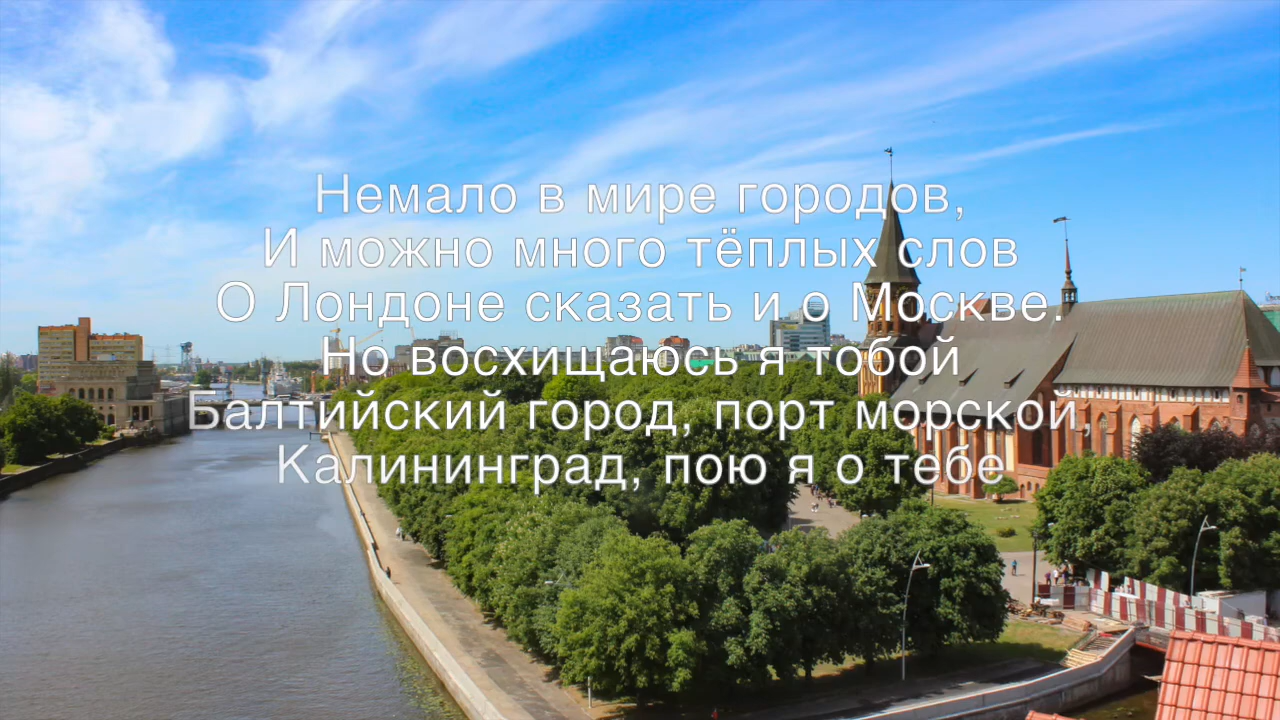 Немало в мире городов,
И можно много тёплых слов
О Лондоне сказать и о Москве.
Но восхищаюсь я тобой
Балтийский город, порт морской,
Калининград, пою я о тебе